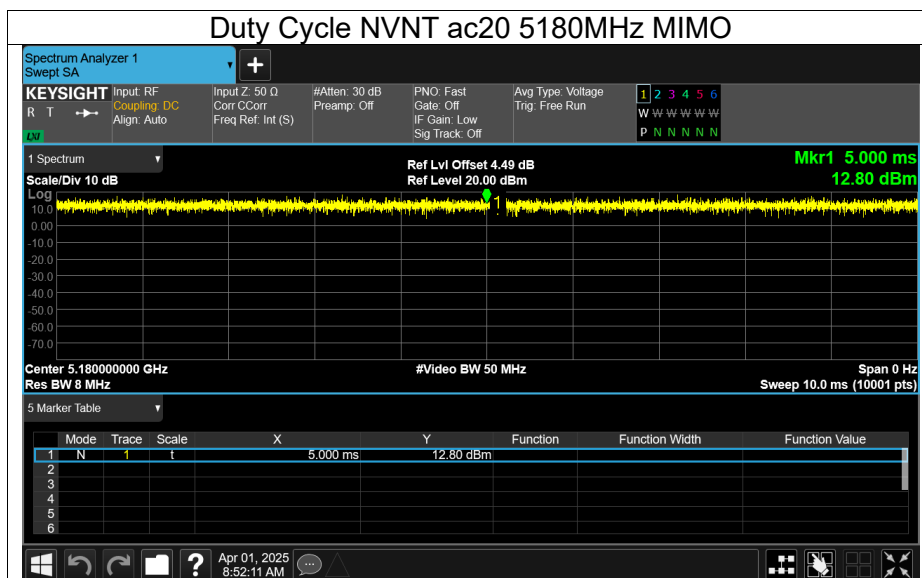 Duty Cycle NVNT ac20 5180MHz MIMO
Spectrum Analyzer 1
Swept SA
+
KEYSIGHT Input: RF Input Z: 50 Ω #Atten: 30 dB PNO: Fast Avg Type: Voltage 1 2 3 4 5 6
R T Coupling: DC Corr CCorr Preamp: Off Gate: Off Trig: Free Run W W W W W W
Align: Auto Freq Ref: Int (S) IF Gain: Low P N N N N N
LXI Sig Track: Off
1 Spectrum Ref Lvl Offset 4.49 dB Mkr1 5.000 ms
Scale/Div 10 dB Ref Level 20.00 dBm 12.80 dBm
Log
1
10.0
0.00
-10.0
-20.0
-30.0
-40.0
-50.0
-60.0
-70.0
Center 5.180000000 GHz #Video BW 50 MHz Span 0 Hz
Res BW 8 MHz Sweep 10.0 ms (10001 pts)
5 Marker Table
Mode Trace Scale X Y Function Function Width Function Value
1 N 1 t 5.000 ms 12.80 dBm
2
3
4
5
6
? Apr 01, 2025
8:52:11 AM